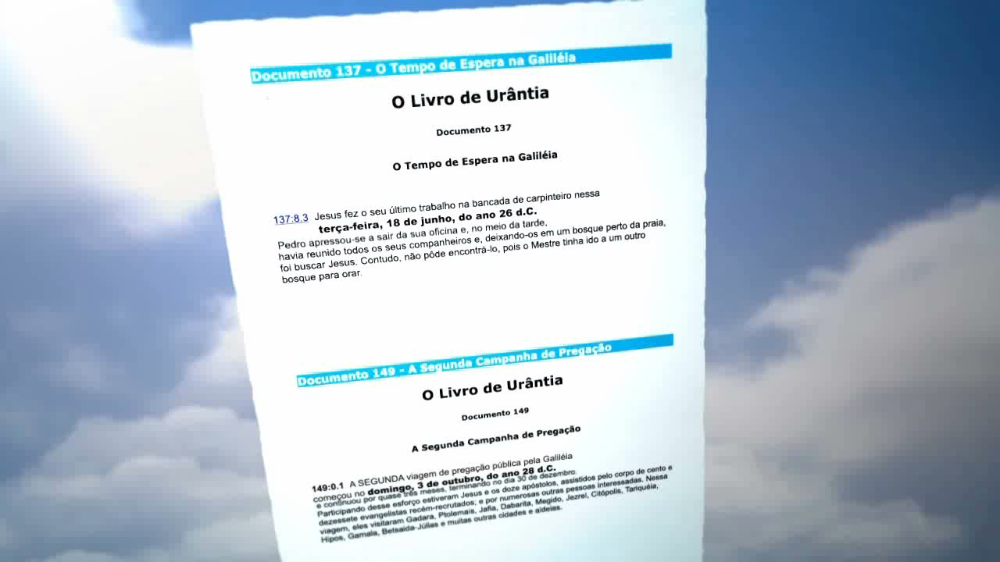 Documento 137 - O Tempo de Espera na Galiléia
O Livro de Urântia
Documento 137
O Tempo de Espera na Galiléia
137:8.3 Jesus fez o seu último trabalho na bancada de carpinteiro nessa
terça-feira, 18 de junho, do ano 26 d.C.
Pedro apressou-se a sair da sua oficina e, no meio da tarde,
havia reunido todos os seus companheiros e, deixando-os em um bosque perto da praia,
foi buscar Jesus. Contudo, não pôde encontrá-lo, pois o Mestre tinha ido a um outro
bosque para orar.
Documento 149 - A Segunda Campanha de Pregação
O Livro de Urântia
Documento 149
A Segunda Campanha de Pregação
149:0.1 A SEGUNDA viagem de pregação pública pela Galiléia
começou no domingo, 3 de outubro, do ano 28 d.C.
e continuou por quase três meses, terminando no dia 30 de dezembro.
Participando desse esforço estiveram Jesus e os doze apóstolos, assistidos pelo corpo de cento e
dezessete evangelistas recém-recrutados; e por numerosas outras pessoas interessadas. Nessa
viagem, eles visitaram Gadara, Ptolemais, Jafia, Dabarita, Megido, Jezrel, Citópolis, Tariquéia,
Hipos, Gamala, Betsaida-Júlias e muitas outras cidades e aldeias.